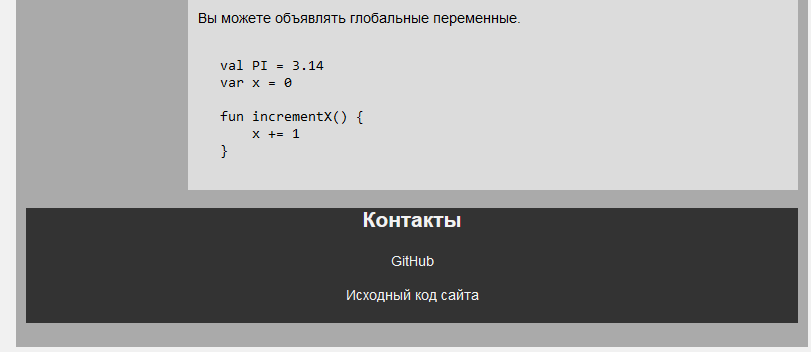 Вы можете объявлять глобальные переменные.
val PI = 3.14
var x = 0
fun incrementX() {
    x += 1
}
Контакты
GitHub
Исходный код сайта